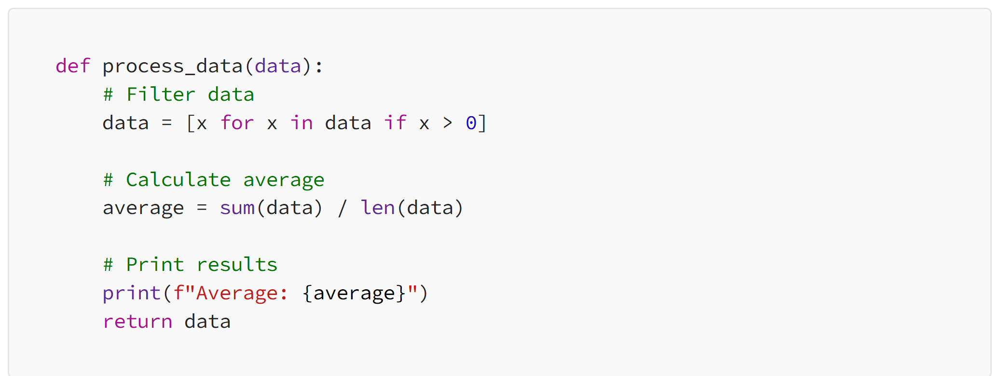 def process_data(data):
    # Filter data
    data = [x for x in data if x > 0]

    # Calculate average
    average = sum(data) / len(data)

    # Print results
    print(f"Average: {average}")
    return data